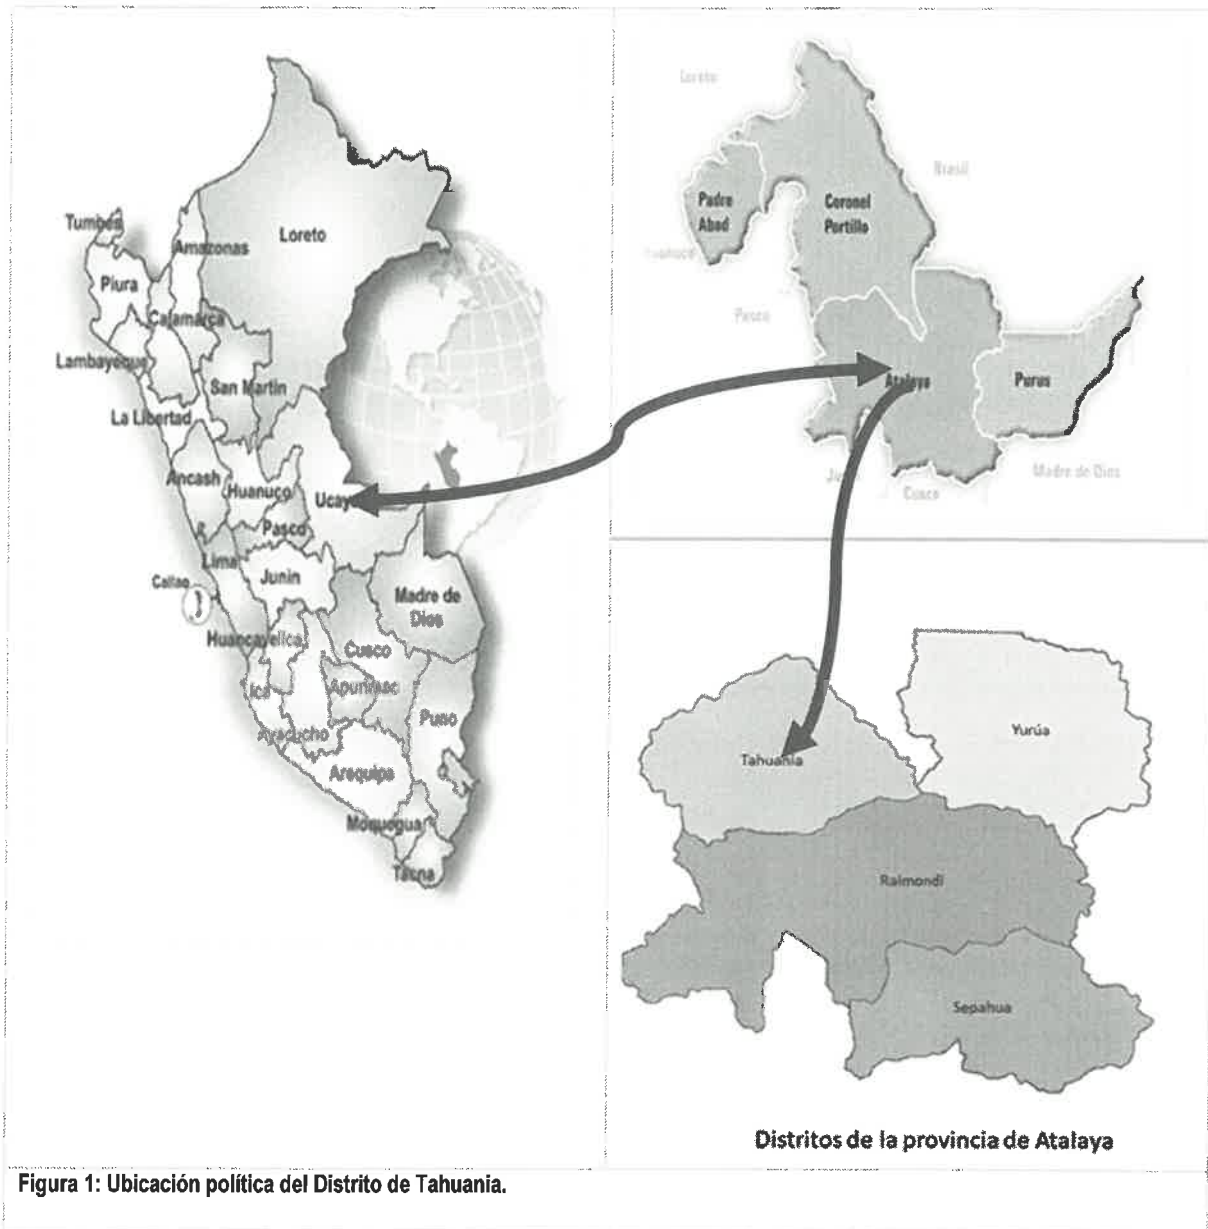 Tumbes
Loreto
Amazonas
Piura
Cajamarca
Lambayeque
San Martin
La Libertad
Ancash
Huanuco
Pasco
Lima
Junin
Callao
Madre de
Dios
Huancavelica
Cusco
Ica
Apurimac
Ayacucho
Puno
Arequipa
Moquegua
Tacna
Loreto
Brasil
Padre
Abad
Coronel
Portillo
Huanuco
Pasco
Atalaya
Purus
Madre de Dios
Cusco
Yurúa
Tahuania
Raimondi
Sepahua
Distritos de la provincia de Atalaya
Figura 1: Ubicación política del Distrito de Tahuania.